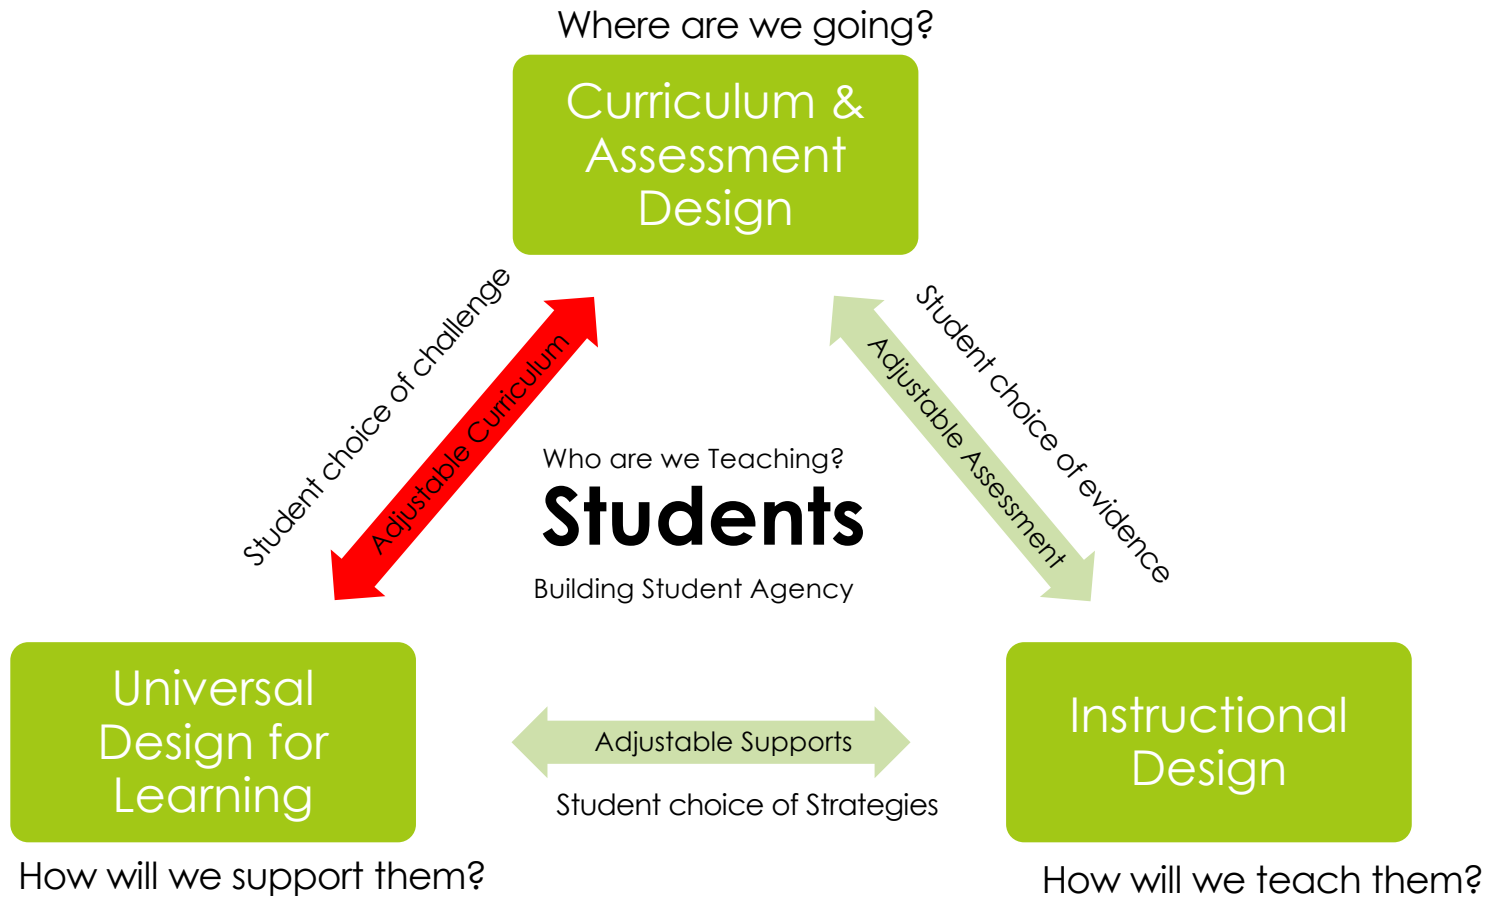 Where are we going?
Curriculum &
Assessment
Design
Student choice of challenge
Adjustable Curriculum
Adjustable Assessment
Student choice of evidence
Who are we Teaching?
Students
Building Student Agency
Universal
Design for
Learning
Adjustable Supports
Student choice of Strategies
Instructional
Design
How will we support them?
How will we teach them?